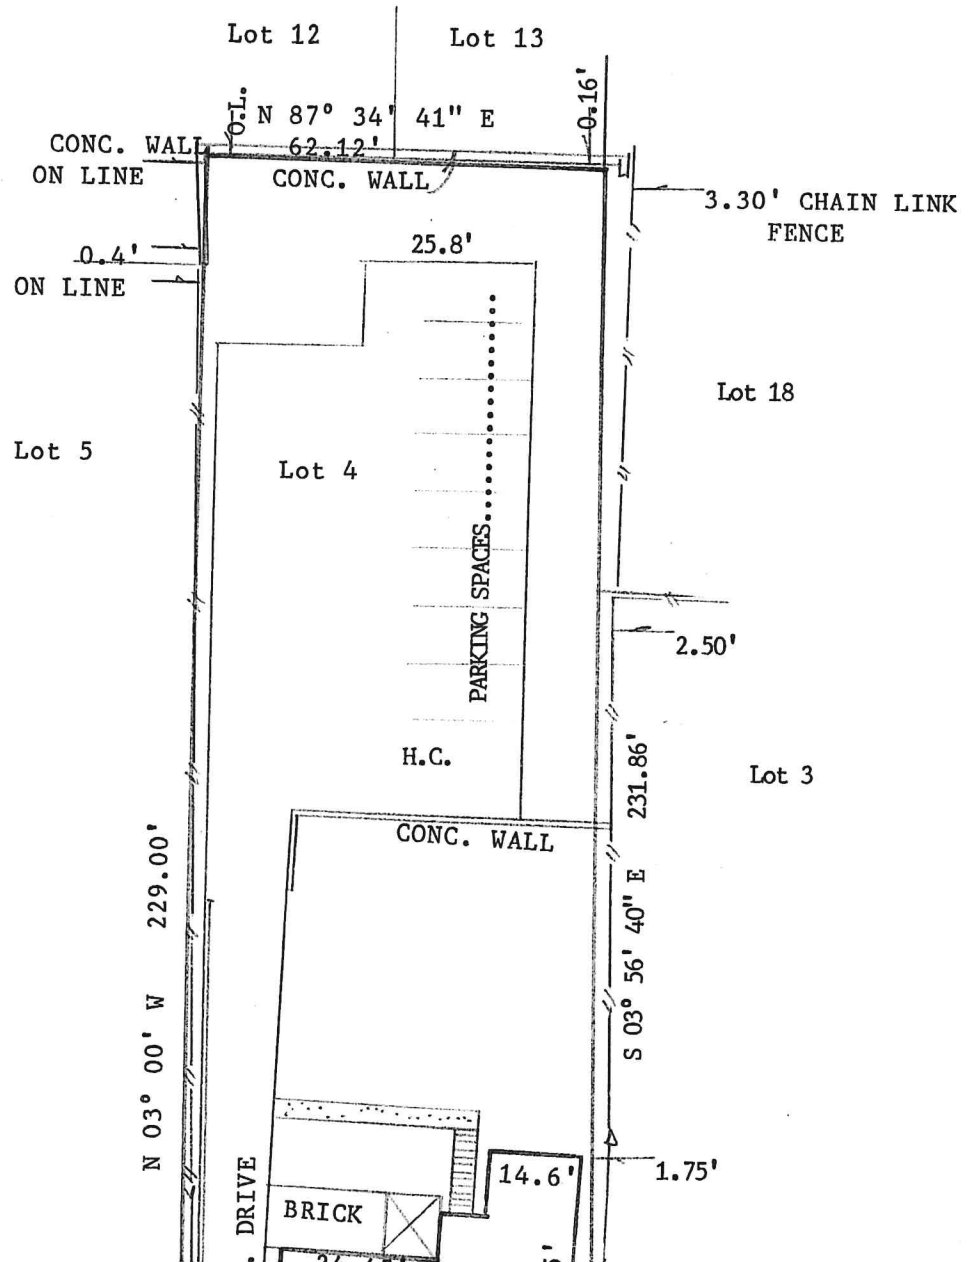 Lot 12
Lot 13
O.L.
N 87° 34' 41" E
0.16'
62.12'
CONC. WALL
ON LINE
CONC. WALL
3.30' CHAIN LINK
FENCE
0.4'
25.8'
ON LINE
Lot 18
Lot 5
Lot 4
PARKING SPACES
2.50'
H.C.
231.86'
Lot 3
CONC. WALL
229.00'
N 03° 00' W
S 03° 56' 40" E
14.6'
1.75'
DRIVE
BRICK